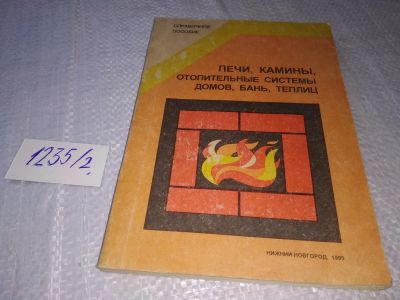 СПРАВОЧНОЕ
ПОСОБИЕ
ПЕЧИ, КАМИНЫ,
ОТОПИТЕЛЬНЫЕ СИСТЕМЫ
ДОМОВ, БАНЬ, ТЕПЛИЦ
1235/2.
НИЖНИЙ НОВГОРОД, 1995